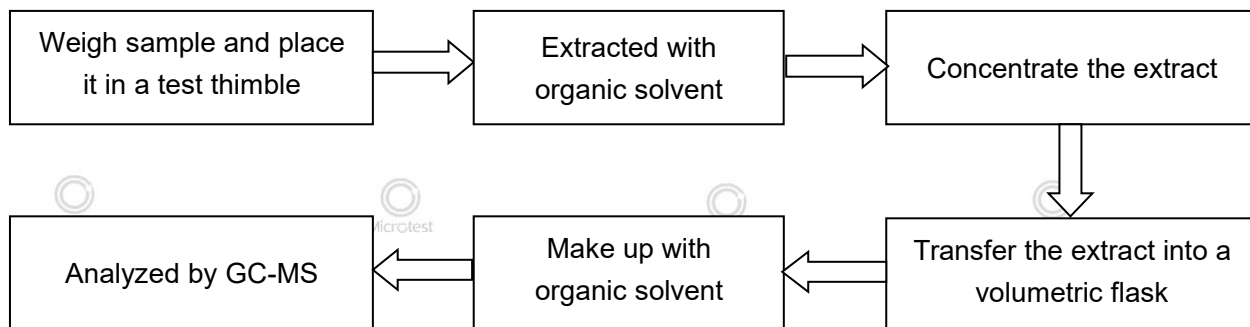 Weigh sample and place
it in a test thimble
Extracted with
organic solvent
Concentrate the extract
Transfer the extract into a
volumetric flask
Make up with
organic solvent
Analyzed by GC-MS
Microtest